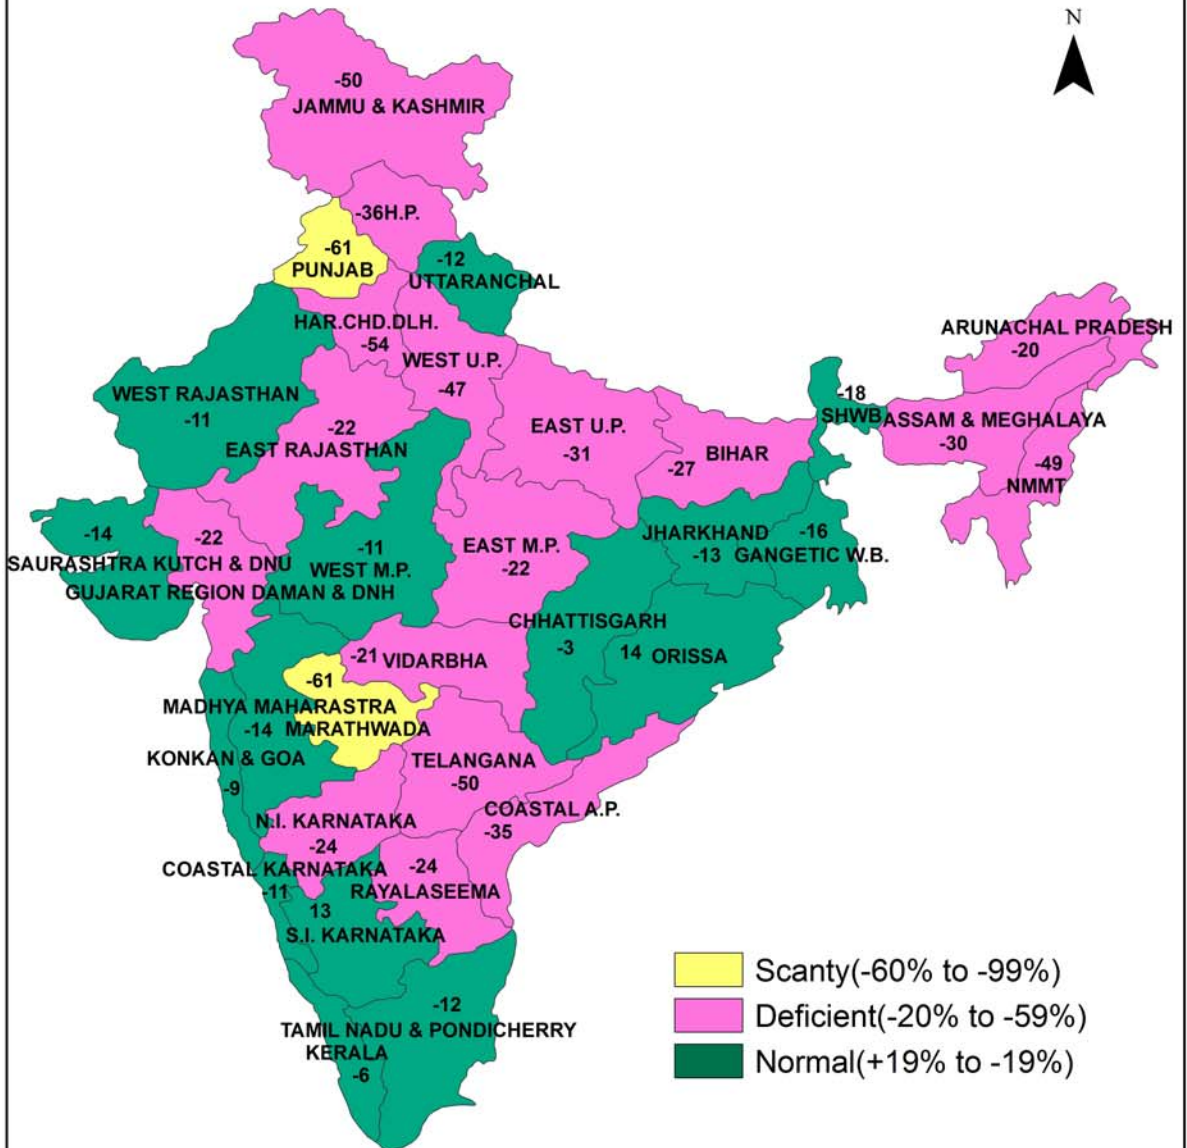 N
-50
JAMMU & KASHMIR
-36H.P.
-61
PUNJAB
-12
UTTARANCHAL
HAR.CHD.DLH.
-54
WEST U.P.
-47
ARUNACHAL PRADESH
-20
WEST RAJASTHAN
-11
-22
EAST RAJASTHAN
EAST U.P.
-31
BIHAR
-27
-18
SHWB
ASSAM & MEGHALAYA
-30
-49
NMMT
-14
SAURASHTRA KUTCH & DNU
-22
GUJARAT REGION DAMAN & DNH
-11
WEST M.P.
EAST M.P.
-22
JHARKHAND
-13
-16
GANGETIC W.B.
CHHATTISGARH
-3
14 ORISSA
-21 VIDARBHA
-61
MADHYA MAHARASTRA
-14 MARATHWADA
KONKAN & GOA
-9
TELANGANA
-50
COASTAL A.P.
-35
N.I. KARNATAKA
-24
COASTAL KARNATAKA
-11
-24
RAYALASEEMA
13
S.I. KARNATAKA
-12
TAMIL NADU & PONDICHERRY
KERALA
-6
Scanty(-60% to -99%)
Deficient(-20% to -59%)
Normal(+19% to -19%)